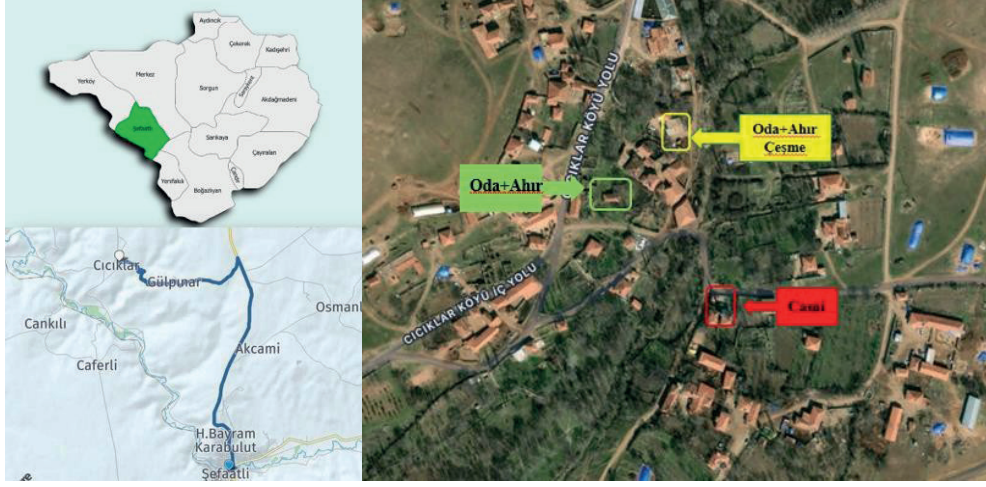 Aydıncık
Çekerek
Kadışehri
Yerköy
Merkez
Sorgun
Saraykent
Akdağmadeni
Şefaatli
Sarıkaya
Çayıralan
Yenifakılı
Boğazlıyan
Çandır
Cıcıklar
Gülpınar
Osmanl
Cankılı
Akcami
Caferli
H.Bayram
Karabulut
Şefaatli
CICIKLAR KÖYÜ YOLU
Oda+Ahır
Çeşme
Oda+Ahır
CICIKLAR KÖYÜ İÇ YOLU
Cami